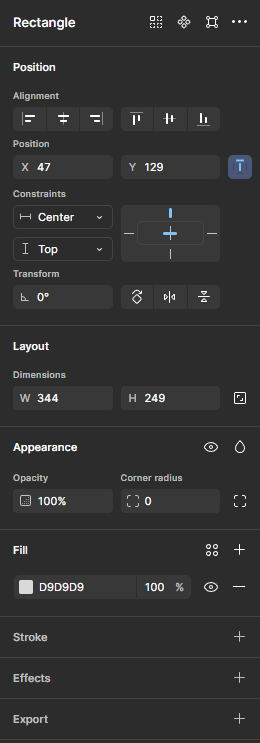 Rectangle
Position
Alignment
Position
X 47 Y 129
Constraints
Center
Top
Transform
0°
Layout
Dimensions
W 344 H 249
Appearance
Opacity Corner radius
100% 0
Fill
D9D9D9 100 %
Stroke
Effects
Export